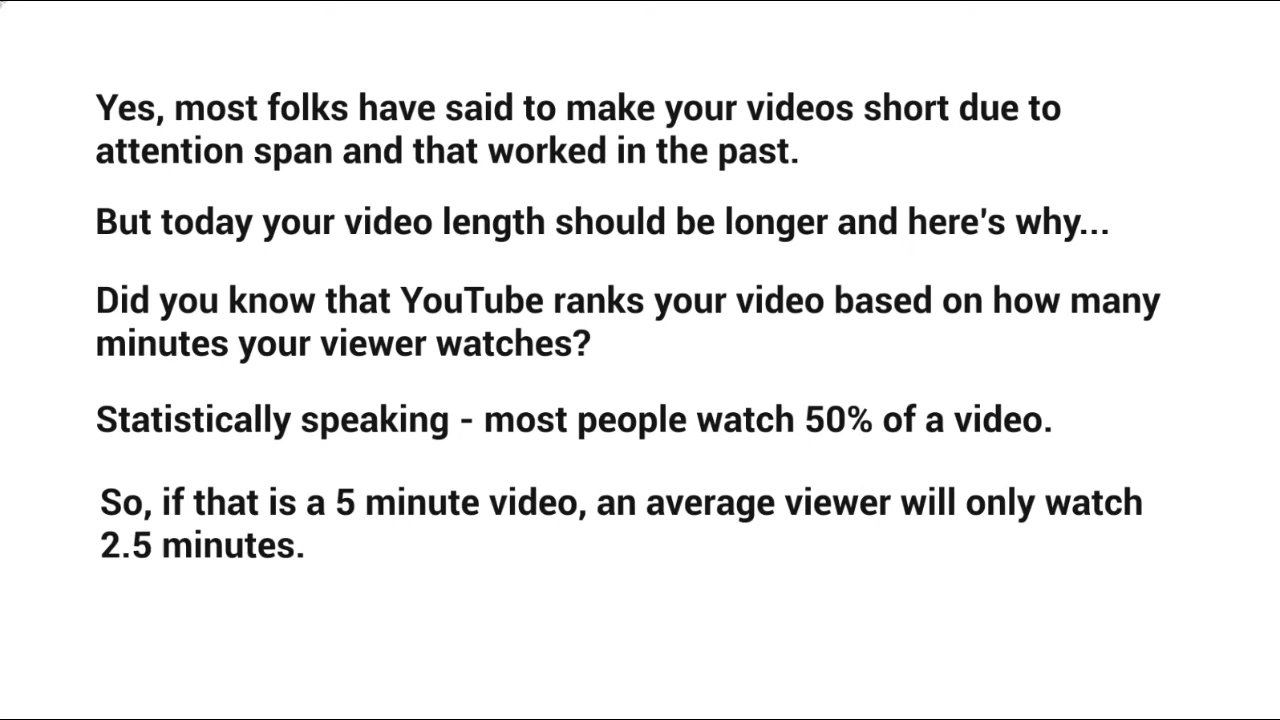 Yes, most folks have said to make your videos short due to
attention span and that worked in the past.
But today your video length should be longer and here's why...
Did you know that YouTube ranks your video based on how many
minutes your viewer watches?
Statistically speaking - most people watch 50% of a video.
So, if that is a 5 minute video, an average viewer will only watch
2.5 minutes.